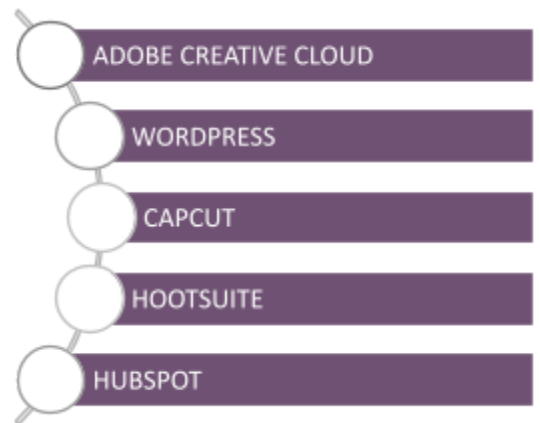 ADOBE CREATIVE CLOUD
WORDPRESS
CAPCUT
HOOTSUITE
HUBSPOT